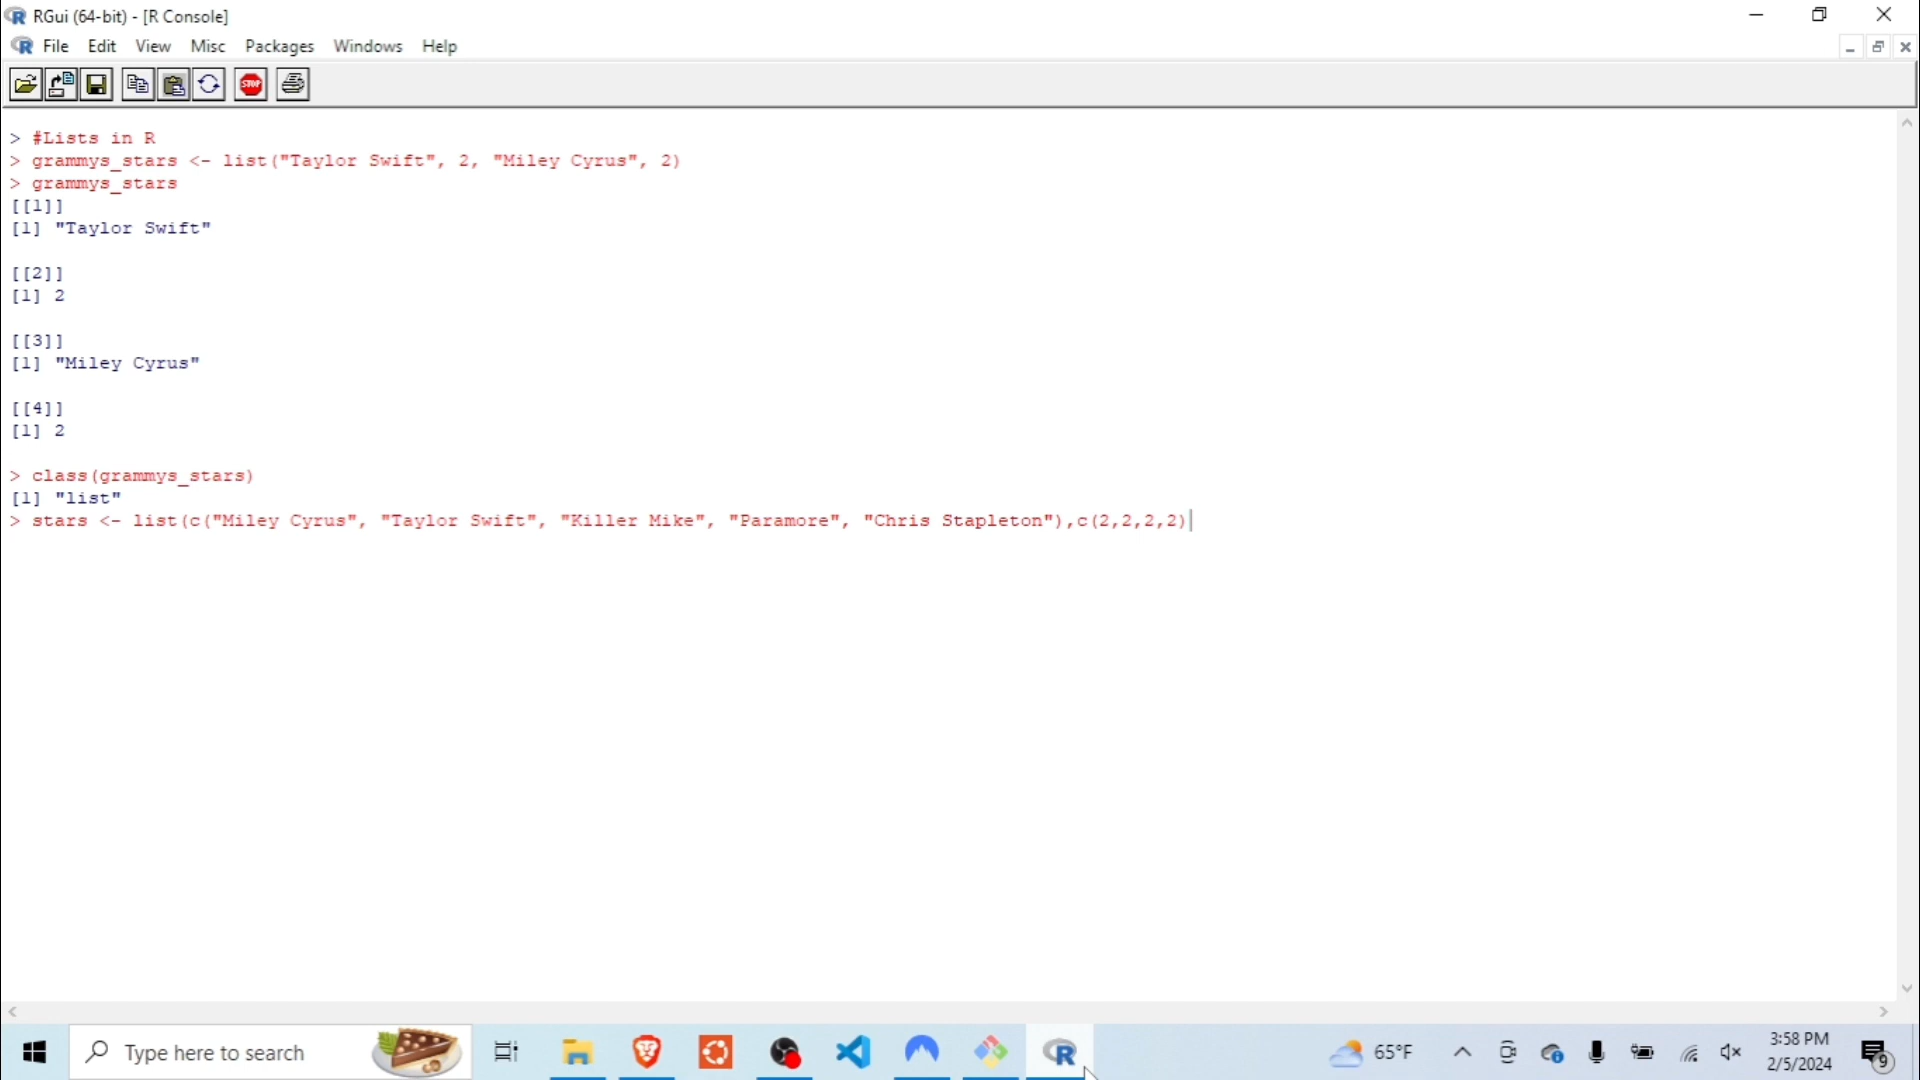 RGui (64-bit) - [R Console]
File Edit View Misc Packages Windows Help
STOP
> #Lists in R
> grammys_stars <- list("Taylor Swift", 2, "Miley Cyrus", 2)
> grammys_stars
[[1]]
[1] "Taylor Swift"
[[2]]
[1] 2
[[3]]
[1] "Miley Cyrus"
[[4]]
[1] 2
> class(grammys_stars)
[1] "list"
> stars <- list(c("Miley Cyrus", "Taylor Swift", "Killer Mike", "Paramore", "Chris Stapleton"),c(2,2,2,2)
Type here to search
65°F
3:58 PM
2/5/2024
9